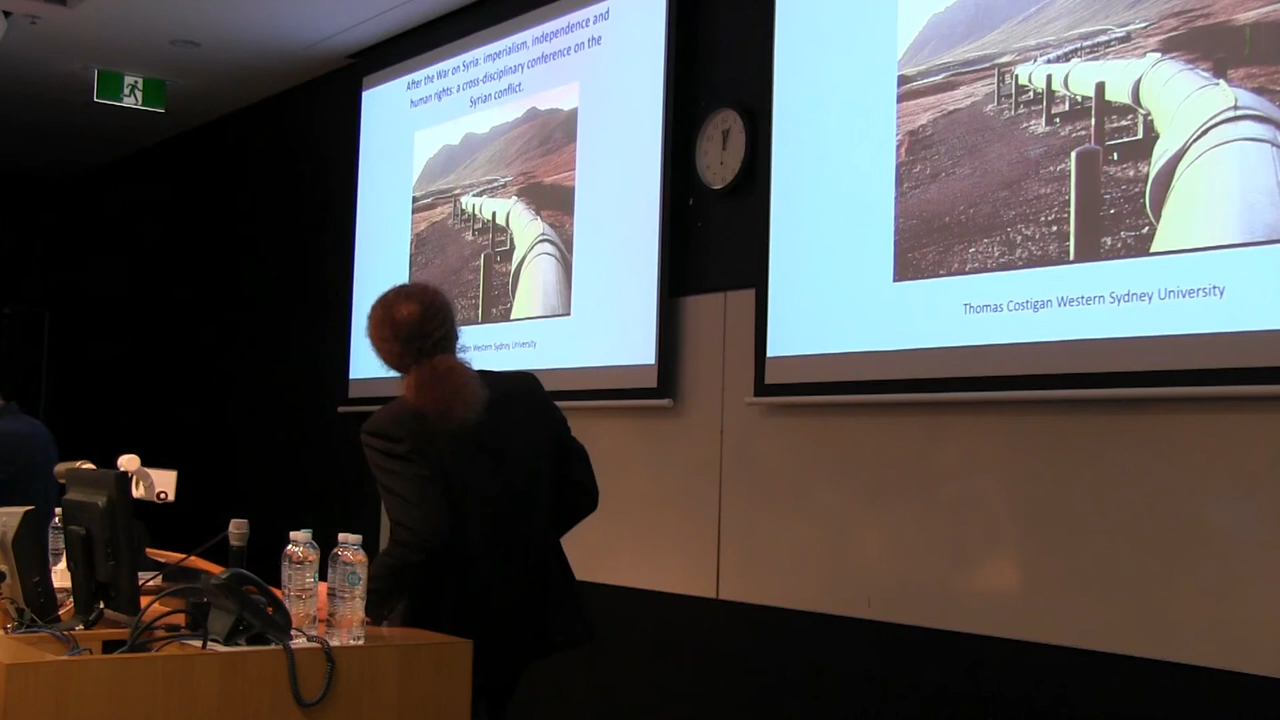 After the War on Syria: imperialism, independence and
human rights: a cross-disciplinary conference on the
Syrian conflict.
Western Sydney University
Thomas Costigan Western Sydney University